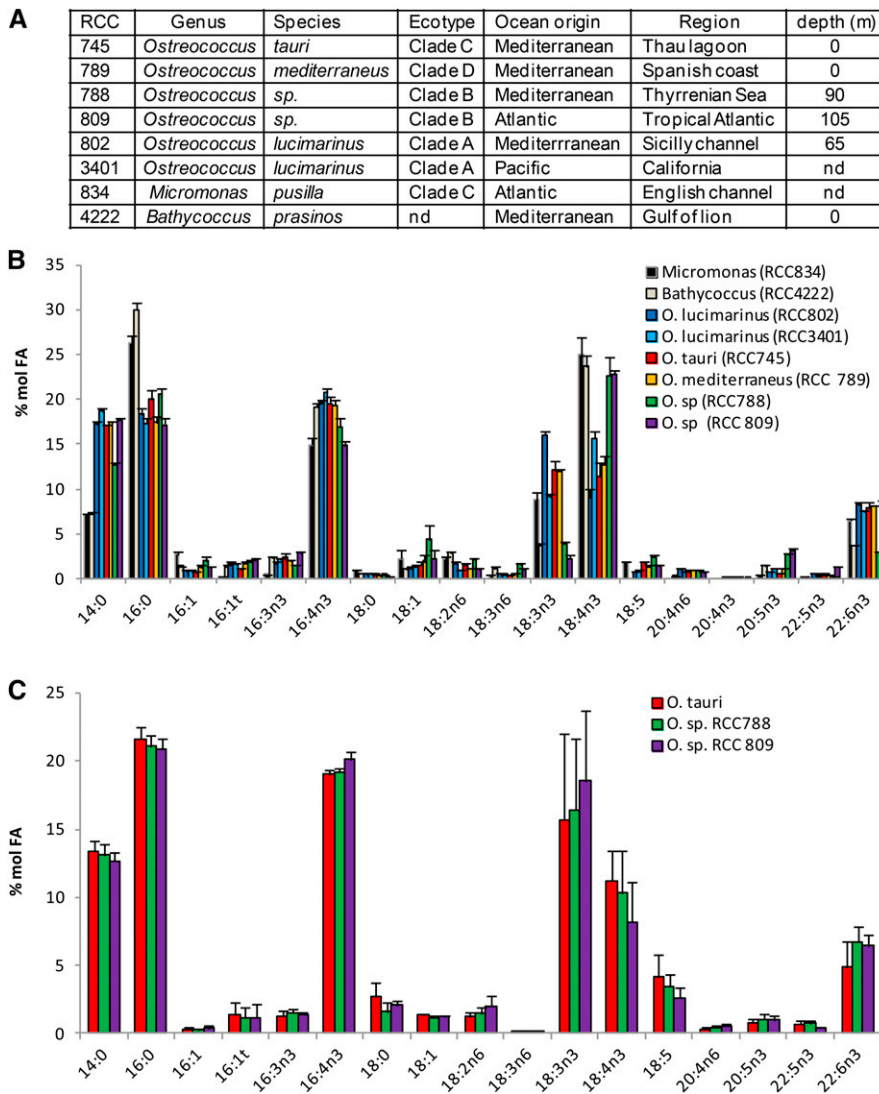 A
RCC Genus Species Ecotype Ocean origin Region depth (m)
745 Ostreococcus tauri Clade C Mediterranean Thau lagoon 0
789 Ostreococcus mediterraneus Clade D Mediterranean Spanish coast 0
788 Ostreococcus sp. Clade B Mediterranean Thyrrenian Sea 90
809 Ostreococcus sp. Clade B Atlantic Tropical Atlantic 105
802 Ostreococcus lucimarinus Clade A Mediterrranean Sicilly channel 65
3401 Ostreococcus lucimarinus Clade A Pacific California nd
834 Micromonas pusilla Clade C Atlantic English channel nd
4222 Bathycoccus prasinos nd Mediterranean Gulf of lion 0
B
% mol FA
35
30
25
20
15
10
5
0
Micromonas (RCC834)
Bathycoccus (RCC4222)
O. lucimarinus (RCC802)
O. lucimarinus (RCC3401)
O. tauri (RCC745)
O. mediterraneus (RCC 789)
O. sp (RCC788)
O. sp (RCC 809)
14:0 16:0 16:1 16:1t 16:3n3 16:4n3 18:0 18:1 18:2n6 18:3n6 18:3n3 18:4n3 18:5 20:4n6 20:4n3 20:5n3 22:5n3 22:6n3
C
% mol FA
25
20
15
10
5
0
O. tauri
O. sp. RCC788
O. sp. RCC 809
14:0 16:0 16:1 16:1t 16:3n3 16:4n3 18:0 18:1 18:2n6 18:3n6 18:3n3 18:4n3 18:5 20:4n6 20:5n3 22:5n3 22:6n3